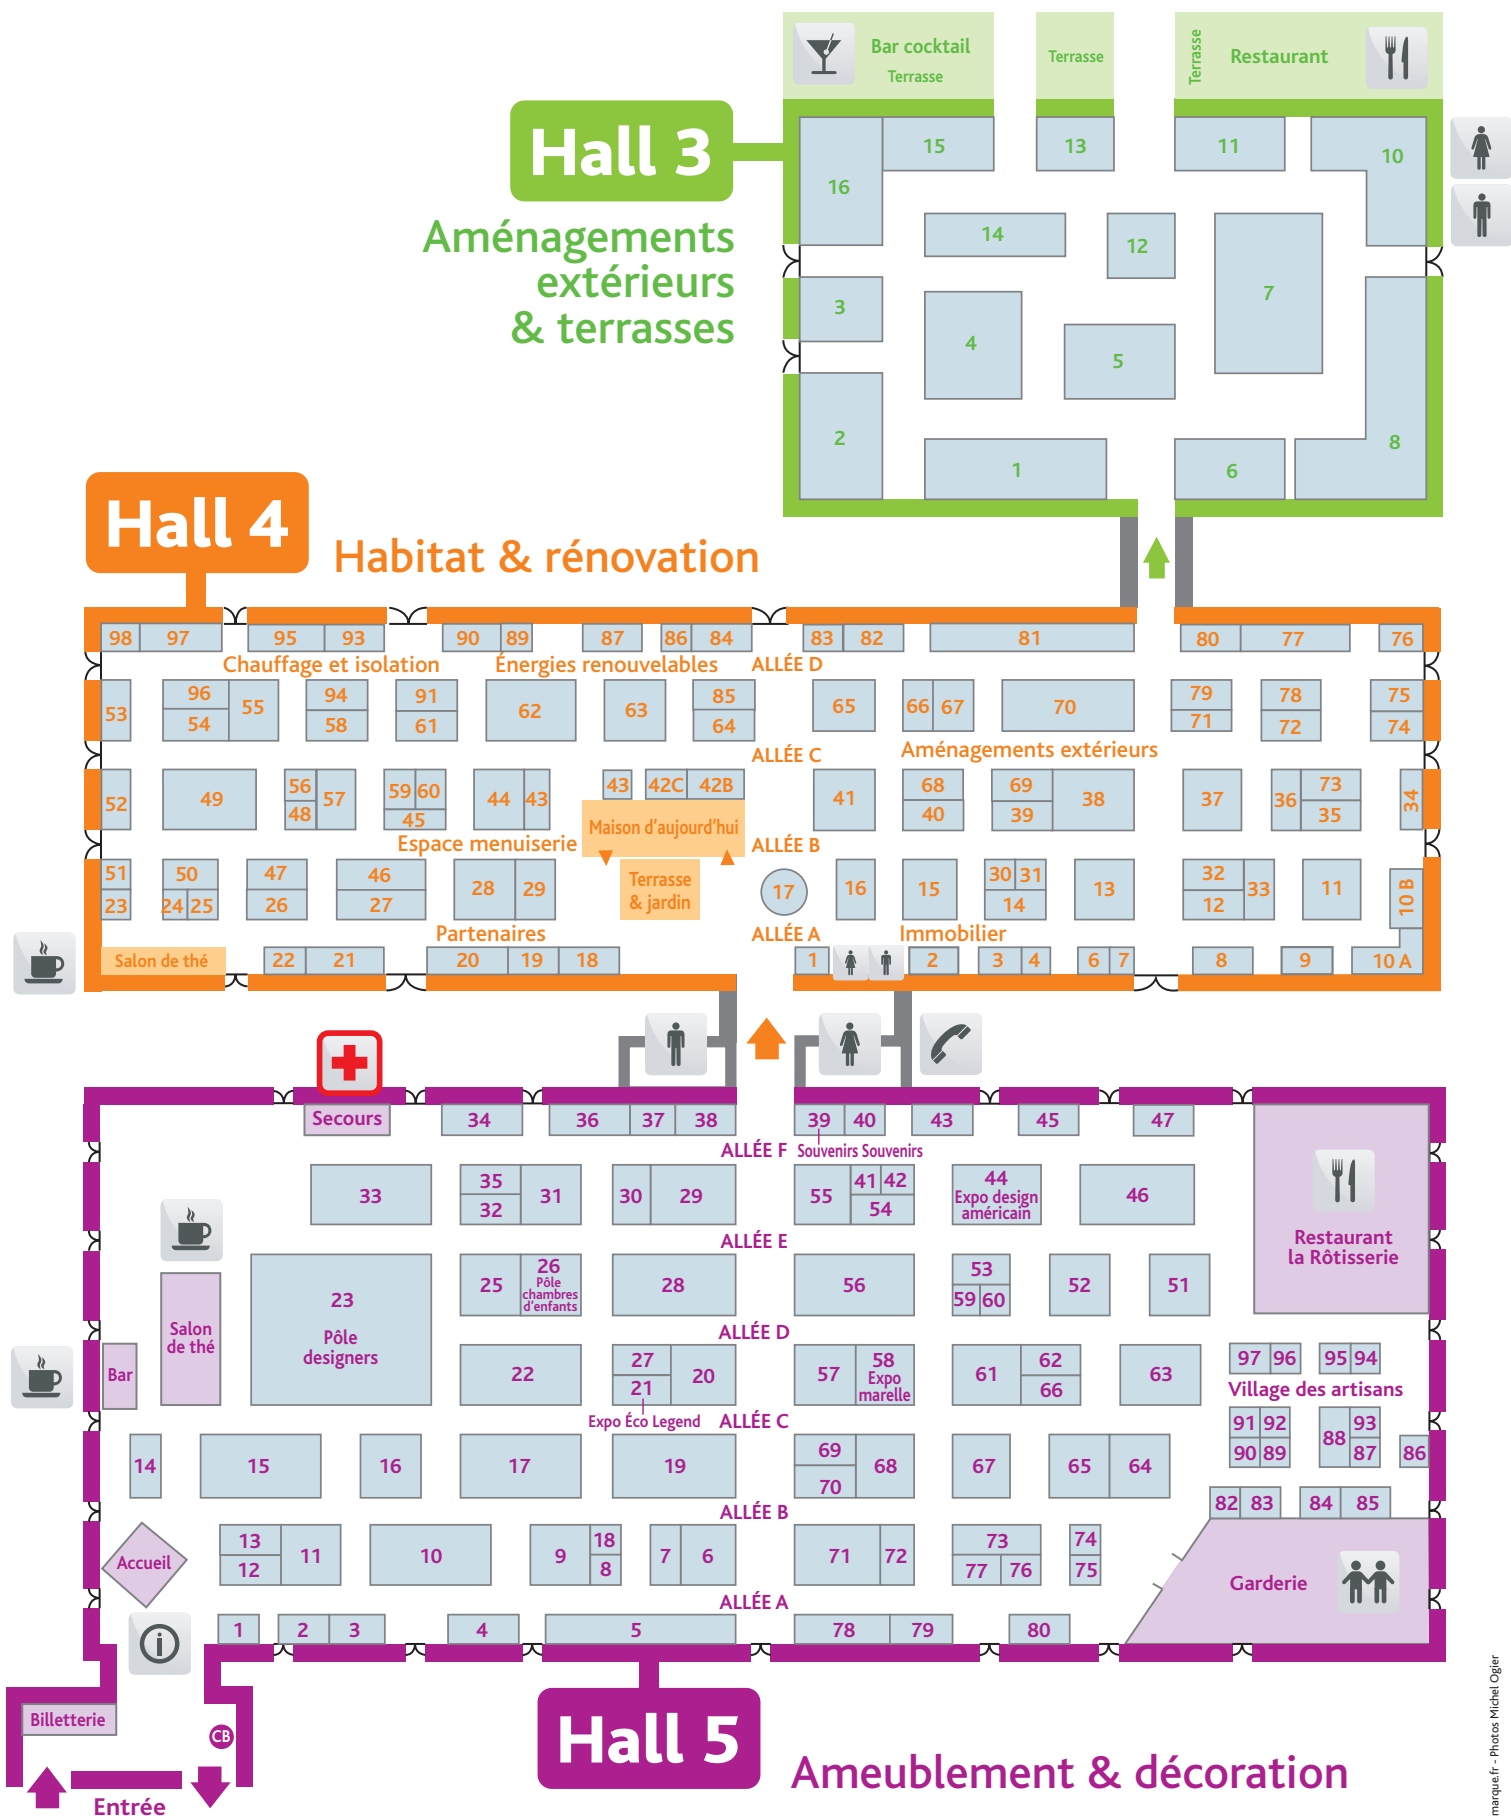 Bar cocktail
Terrasse
Terrasse
Terrasse
Restaurant
Hall 3
Aménagements
extérieurs
& terrasses
15
13
11
10
16
14
12
7
3
4
5
2
1
6
8
Hall 4
Habitat & rénovation
98 97 95 93 90 89 87 86 84 83 82 81 80 77 76
Chauffage et isolation
Énergies renouvelables
ALLÉE D
53 96 54 55 94 58 91 61 62 63 85 64 65 66 67 70 79 71 78 72 75 74
ALLÉE C
Aménagements extérieurs
52 49 56 48 57 59 60 45 44 43 43 42C 42B 41 68 40 69 39 38 37 36 73 35 34
Espace menuiserie
Maison d'aujourd'hui
ALLÉE B
51 23 50 24 25 47 26 46 27 28 29
Terrasse
& jardin
17 16 15 30 31 14 13 32 12 33 11 10 B
Partenaires
ALLÉE A
Immobilier
Salon de thé
22 21 20 19 18 1 2 3 4 6 7 8 9 10 A
Secours
34 36 37 38 39 40 43 45 47
ALLÉE F
Souvenirs Souvenirs
33 35 32 31 30 29 55 41 42 54
44
Expo design
américain
46
Restaurant
la Rôtisserie
ALLÉE E
23
Pôle
designers
25
26
Pôle
chambres
d'enfants
28 56 53 59 60 52 51
Salon
de thé
Bar
ALLÉE D
22 27 21 20 57
58
Expo
marelle
61 62 66 63 97 96 95 94
Village des artisans
Expo Éco Legend
ALLÉE C
14 15 16 17 19 69 70 68 67 65 64 91 92 90 89 88 93 87 86
ALLÉE B
82 83 84 85
Accueil
13 12 11 10 9 18 8 7 6 71 72 73 77 76 74 75
Garderie
ALLÉE A
i
1 2 3 4 5 78 79 80
Billetterie
CB
Entrée
Hall 5
Ameublement & décoration
marque.fr - Photos Michel Ogier